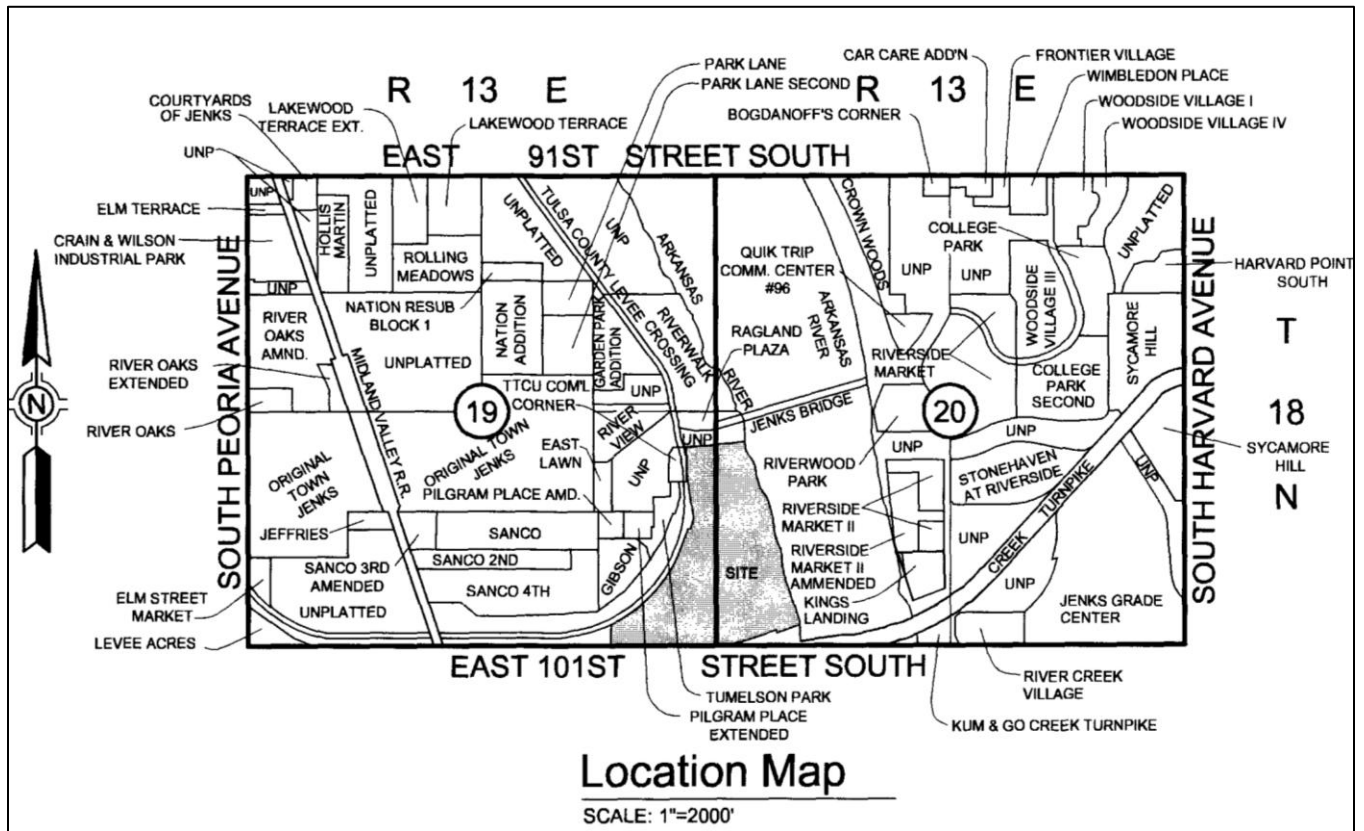 PARK LANE
PARK LANE SECOND
CAR CARE ADD'N
FRONTIER VILLAGE
WIMBLEDON PLACE
R 13 E
R 13 E
COURTYARDS
OF JENKS
LAKEWOOD
TERRACE EXT.
LAKEWOOD TERRACE
BOGDANOFF'S CORNER
WOODSIDE VILLAGE I
WOODSIDE VILLAGE IV
UNP
EAST 91ST STREET SOUTH
UNP
ELM TERRACE
CRAIN & WILSON
INDUSTRIAL PARK
HOLLIS
MARTIN
UNPLATTED
ROLLING
MEADOWS
UNPLATTED
TULSA COUNTY LEVEE CROSSING
UNP
ARKANSAS
RIVER
RIVERWALK
CROWN WOODS
QUIK TRIP
COMM. CENTER
#96
ARKANSAS
RIVER
UNP
COLLEGE
PARK
UNP
WOODSIDE
VILLAGE III
UNPLATTED
HARVARD POINT
SOUTH
SOUTH PEORIA AVENUE
SOUTH HARVARD AVENUE
UNP
NATION RESUB
BLOCK 1
NATION
ADDITION
GARDEN PARK
ADDITION
RIVER
OAKS
AMND.
UNPLATTED
RAGLAND
PLAZA
RIVERSIDE
MARKET
SYCAMORE
HILL
T
18
N
RIVER OAKS
EXTENDED
MIDLAND VALLEY R.R.
TTCU COM'L
CORNER
UNP
COLLEGE
PARK
SECOND
N
RIVER OAKS
19
JENKS BRIDGE
20
UNP
SYCAMORE
HILL
ORIGINAL
TOWN
JENKS
ORIGINAL TOWN
JENKS
RIVER
VIEW
UNP
EAST
LAWN
UNP
RIVERWOOD
PARK
UNP
STONEHAVEN
AT RIVERSIDE
UNP
PILGRAM PLACE AMD.
RIVERSIDE
MARKET II
CREEK TURNPIKE
JEFFRIES
SANCO
UNP
SANCO 3RD
AMENDED
SANCO 2ND
SANCO 4TH
GIBSON
SITE
RIVERSIDE
MARKET II
AMMENDED
KINGS
LANDING
UNP
JENKS GRADE
CENTER
ELM STREET
MARKET
UNPLATTED
LEVEE ACRES
EAST 101ST STREET SOUTH
RIVER CREEK
VILLAGE
TUMELSON PARK
PILGRAM PLACE
EXTENDED
KUM & GO CREEK TURNPIKE
Location Map
SCALE: 1"=2000'